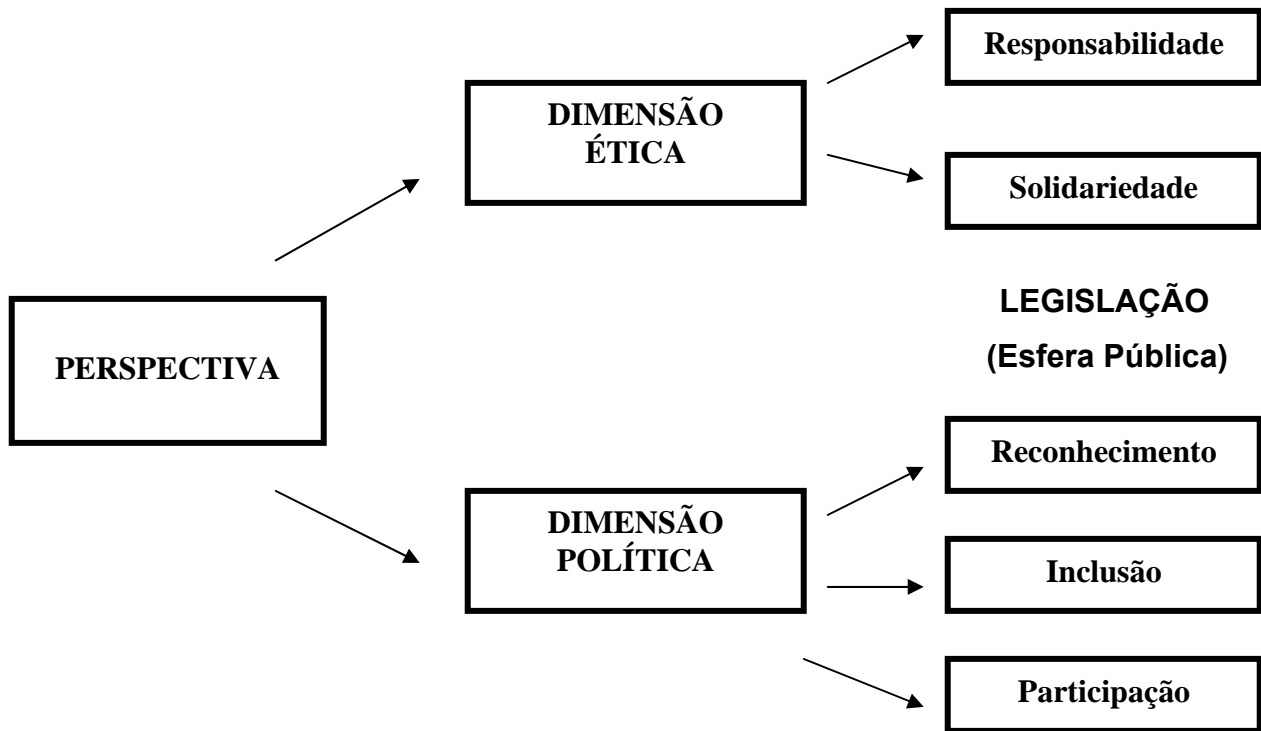 Responsabilidade
DIMENSÃO
ÉTICA
Solidariedade
LEGISLAÇÃO
(Esfera Pública)
PERSPECTIVA
Reconhecimento
DIMENSÃO
POLÍTICA
Inclusão
Participação